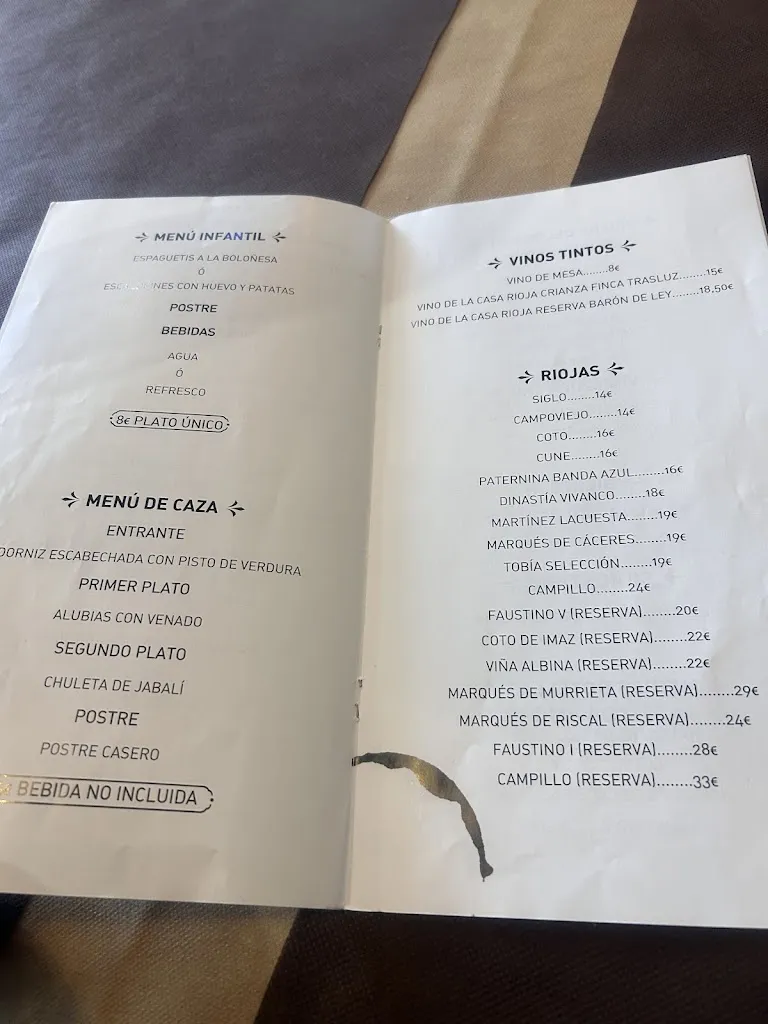 MENÚ INFANTIL
ESPAGUETIS A LA BOLOÑESA
Ó
CON HUEVO Y PATATAS
POSTRE
BEBIDAS
AGUA
Ó
REFRESCO
8€ PLATO ÚNICO
MENÚ DE CAZA
ENTRANTE
ESCABECHADA CON PISTO DE VERDURA
PRIMER PLATO
ALUBIAS CON VENADO
SEGUNDO PLATO
CHULETA DE JABALÍ
POSTRE
POSTRE CASERO
BEBIDA NO INCLUIDA
VINOS TINTOS
VINO DE MESA........8€
VINO DE LA CASA RIOJA CRIANZA FINCA TRASLUZ........15€
VINO DE LA CASA RIOJA RESERVA BARÓN DE LEY........18,50€
RIOJAS
SIGLO........14€
CAMPOVIEJO........14€
COTO........16€
CUNE........16€
PATERNINA BANDA AZUL........16€
DINASTÍA VIVANCO........18€
MARTÍNEZ LACUESTA........19€
MARQUÉS DE CÁCERES........19€
TOBÍA SELECCIÓN........19€
CAMPILLO........24€
FAUSTINO V (RESERVA)........20€
COTO DE IMAZ (RESERVA)........22€
VIÑA ALBINA (RESERVA)........22€
MARQUÉS DE MURRIETA (RESERVA)........29€
MARQUÉS DE RISCAL (RESERVA)........24€
FAUSTINO I (RESERVA)........28€
CAMPILLO (RESERVA)........33€